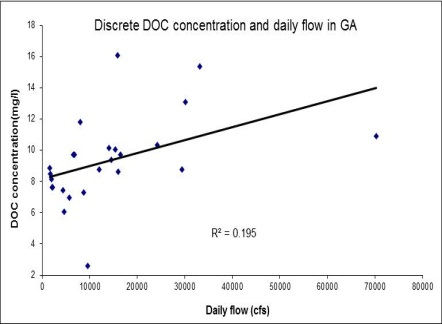 Discrete DOC concentration and daily flow in GA
18
16
14
12
10
8
6
4
2
DOC concentration(mg/l)
R² = 0.195
0 10000 20000 30000 40000 50000 60000 70000 80000
Daily flow (cfs)